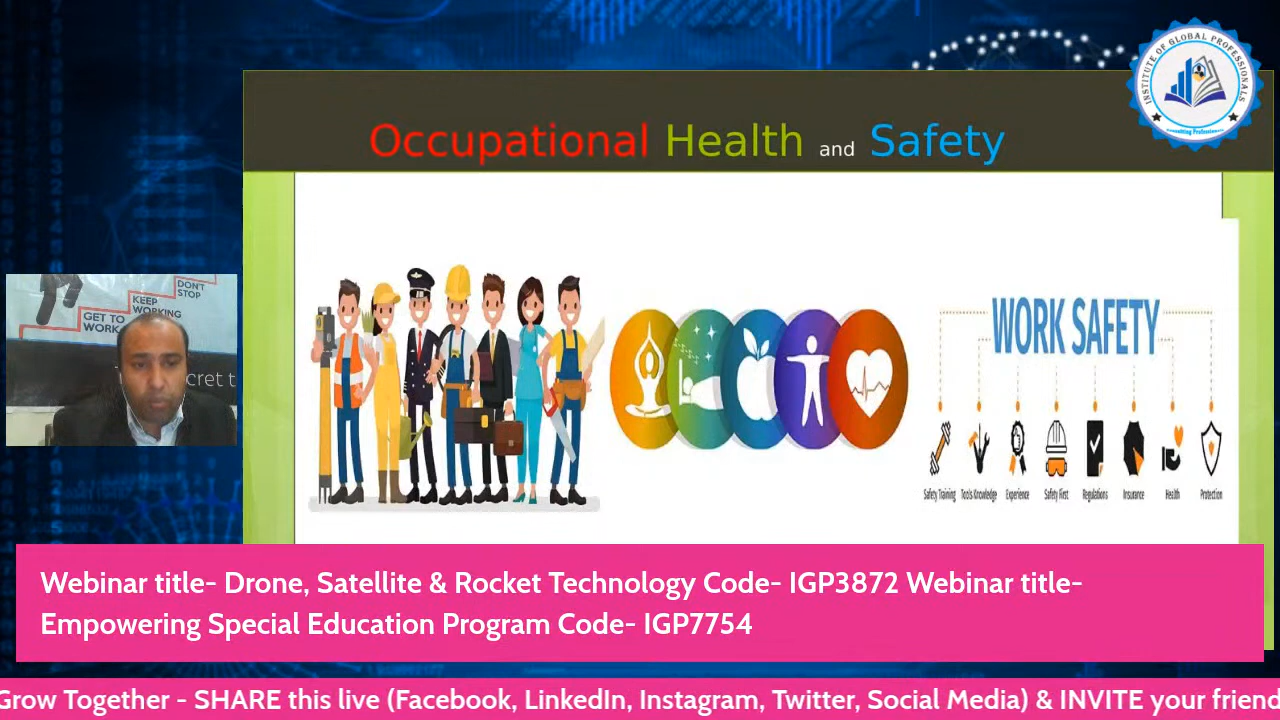 INSTITUTE OF GLOBAL PROFESSIONALS
Connecting Professionals
Occupational Health and Safety
DON'T
STOP
KEEP
WORKING
GET TO
WORK
cret t
WORK SAFETY
Safety Training Tools Knowledge Experience Safety First Regulations Insurance Health Protection
Webinar title- Drone, Satellite & Rocket Technology Code- IGP3872 Webinar title-
Empowering Special Education Program Code- IGP7754
Grow Together - SHARE this live (Facebook, LinkedIn, Instagram, Twitter, Social Media) & INVITE your friend